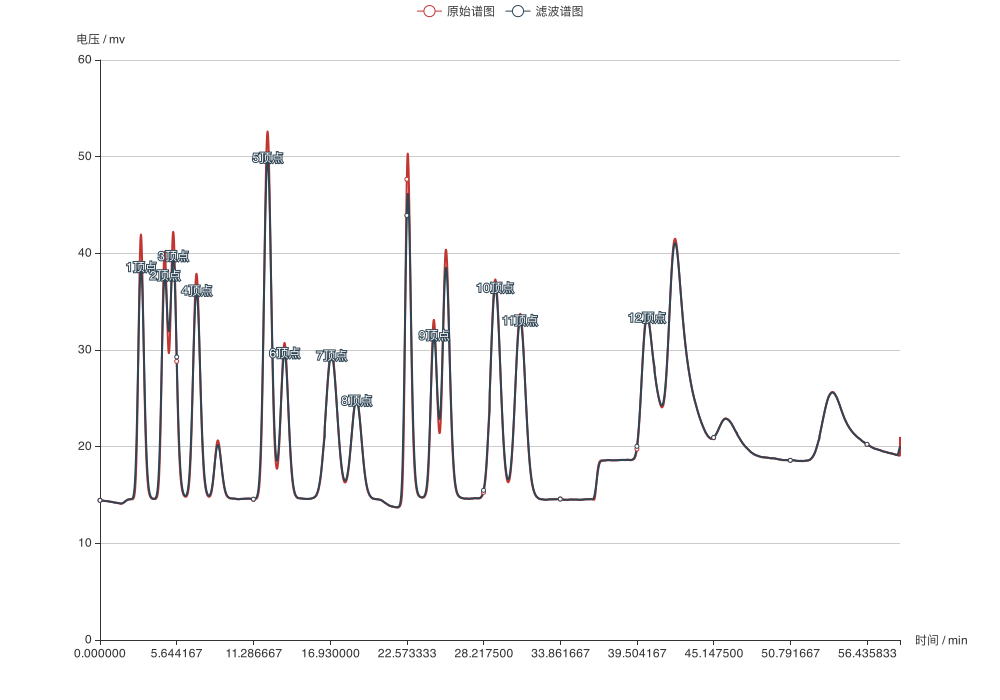 原始谱图 滤波谱图
电压 / mv
60
50
40
30
20
10
0
1顶点
2顶点
3顶点
4顶点
5顶点
6顶点
7顶点
8顶点
9顶点
10顶点
11顶点
12顶点
0.000000 5.644167 11.286667 16.930000 22.573333 28.217500 33.861667 39.504167 45.147500 50.791667 56.435833
时间 / min